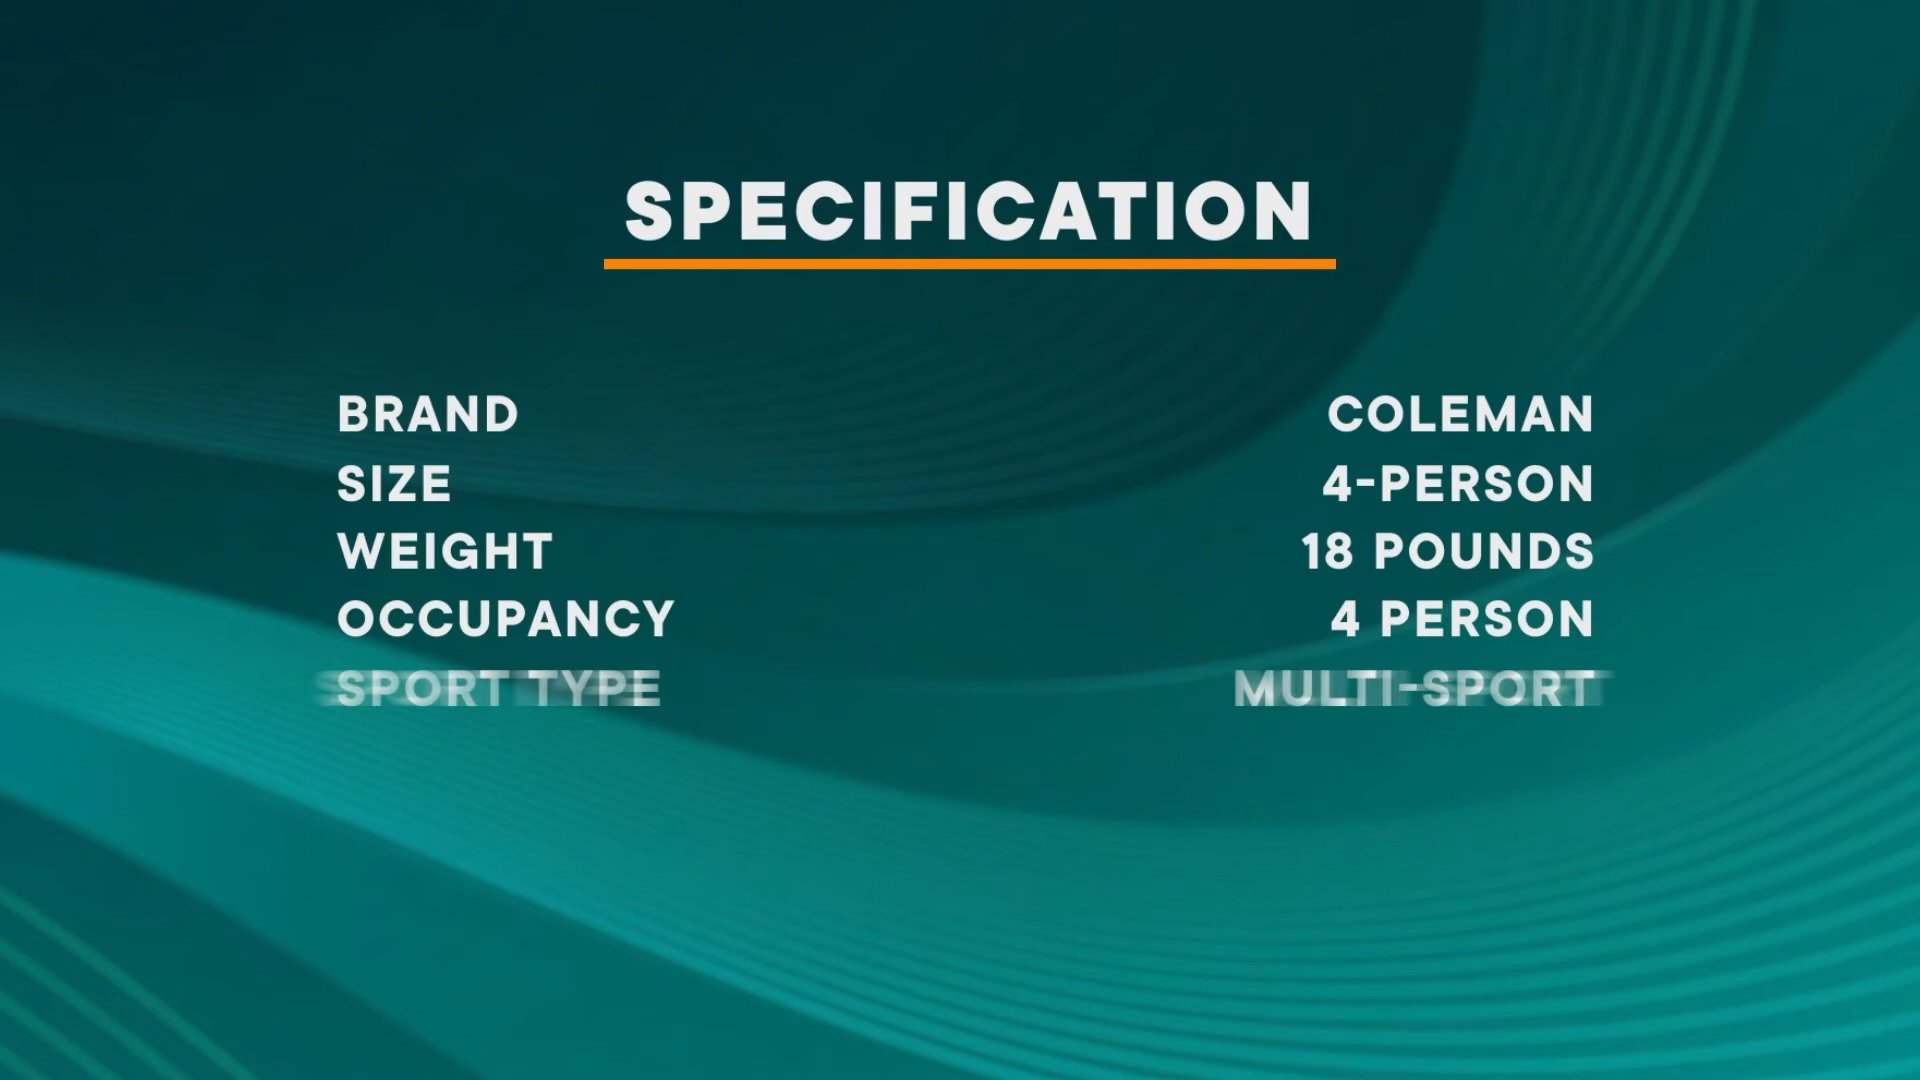 SPECIFICATION
BRAND COLEMAN
SIZE 4-PERSON
WEIGHT 18 POUNDS
OCCUPANCY 4 PERSON
SPORT TYPE MULTI-SPORT